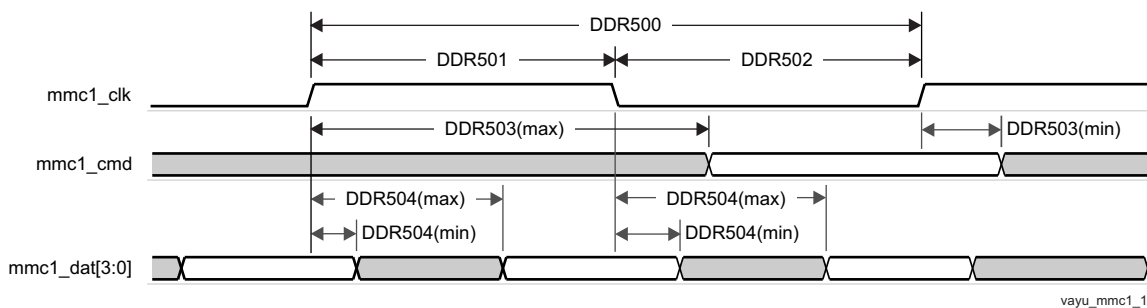 DDR500
DDR501 DDR502
mmc1_clk
DDR503(max) DDR503(min)
mmc1_cmd
DDR504(max) DDR504(max)
DDR504(min) DDR504(min)
mmc1_dat[3:0]
vayu_mmc1_1